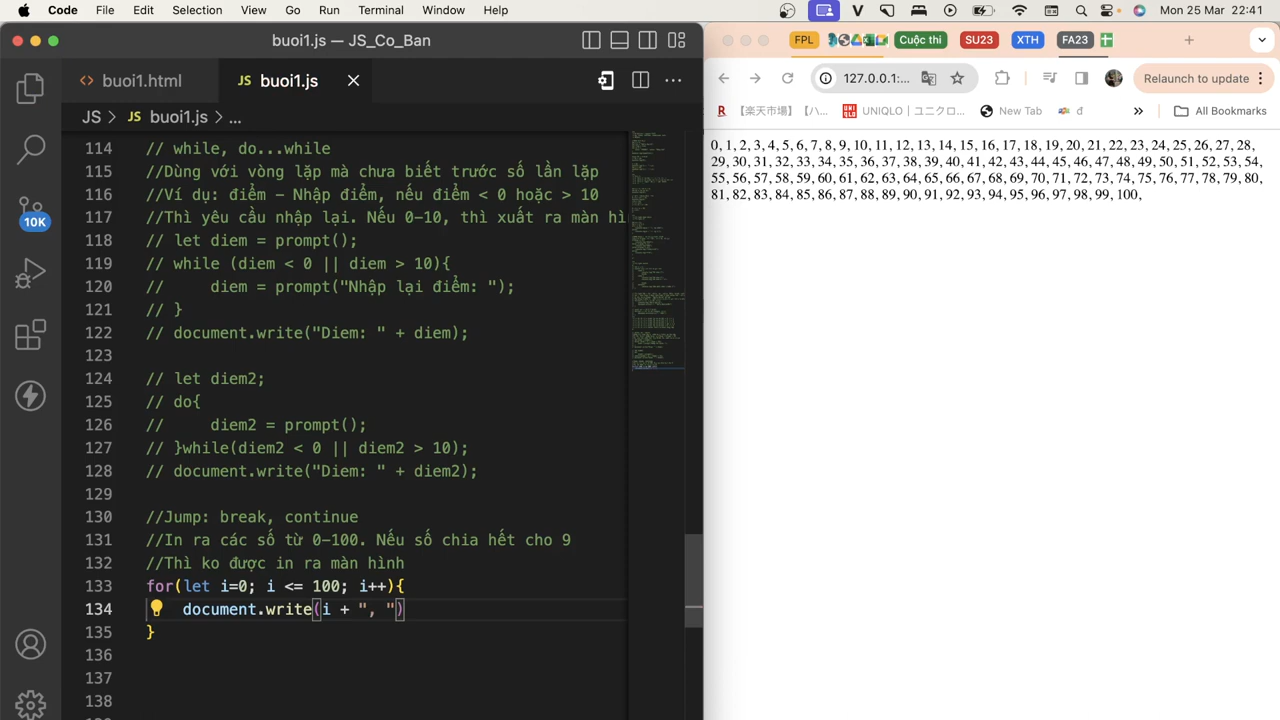 Code File Edit Selection View Go Run Terminal Window Help Mon 25 Mar 22:41
buoi1.js — JS_Co_Ban
buoi1.html JS buoi1.js
JS > JS buoi1.js > ...
10K
114 // while, do...while
115 //Dùng với vòng lặp mà chưa biết trước số lần lặp
116 //Ví dụ: điểm - Nhập điểm, nếu điểm < 0 hoặc > 10
117 //Thì yêu cầu nhập lại. Nếu 0-10, thì xuất ra màn hì
118 // let diem = prompt();
119 // while (diem < 0 || diem > 10){
120 //     diem = prompt("Nhập lại điểm: ");
121 // }
122 // document.write("Diem: " + diem);
123
124 // let diem2;
125 // do{
126 //     diem2 = prompt();
127 // }while(diem2 < 0 || diem2 > 10);
128 // document.write("Diem: " + diem2);
129
130 //Jump: break, continue
131 //In ra các số từ 0-100. Nếu số chia hết cho 9
132 //Thì ko được in ra màn hình
133 for(let i=0; i <= 100; i++){
134     document.write(i + ", ")
135 }
136
137
138
FPL Cuộc thi SU23 XTH FA23
127.0.0.1:... Relaunch to update
R 【楽天市場】【ハ... UNIQLO | ユニクロ... New Tab đ » All Bookmarks
0, 1, 2, 3, 4, 5, 6, 7, 8, 9, 10, 11, 12, 13, 14, 15, 16, 17, 18, 19, 20, 21, 22, 23, 24, 25, 26, 27, 28,
29, 30, 31, 32, 33, 34, 35, 36, 37, 38, 39, 40, 41, 42, 43, 44, 45, 46, 47, 48, 49, 50, 51, 52, 53, 54,
55, 56, 57, 58, 59, 60, 61, 62, 63, 64, 65, 66, 67, 68, 69, 70, 71, 72, 73, 74, 75, 76, 77, 78, 79, 80,
81, 82, 83, 84, 85, 86, 87, 88, 89, 90, 91, 92, 93, 94, 95, 96, 97, 98, 99, 100,